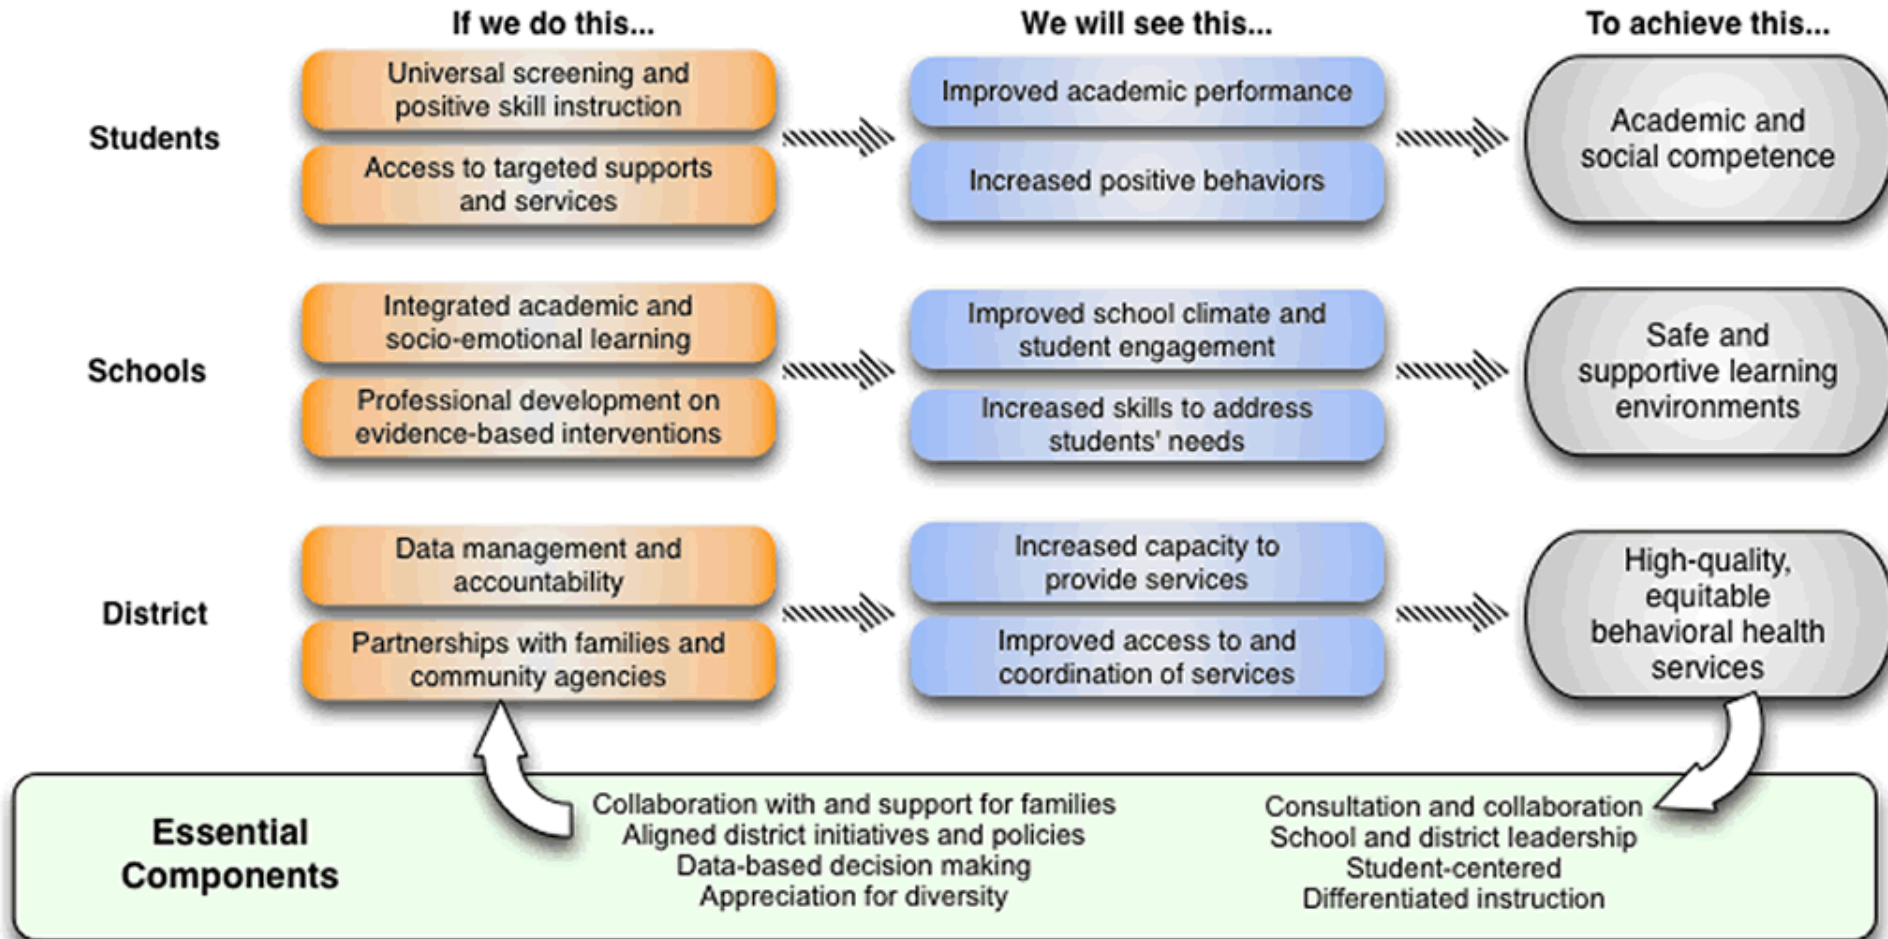 If we do this...
We will see this...
To achieve this...
Students
Universal screening and
positive skill instruction
Access to targeted supports
and services
Improved academic performance
Increased positive behaviors
Academic and
social competence
Schools
Integrated academic and
socio-emotional learning
Professional development on
evidence-based interventions
Improved school climate and
student engagement
Increased skills to address
students' needs
Safe and
supportive learning
environments
District
Data management and
accountability
Partnerships with families and
community agencies
Increased capacity to
provide services
Improved access to and
coordination of services
High-quality,
equitable
behavioral health
services
Essential
Components
Collaboration with and support for families
Aligned district initiatives and policies
Data-based decision making
Appreciation for diversity
Consultation and collaboration
School and district leadership
Student-centered
Differentiated instruction